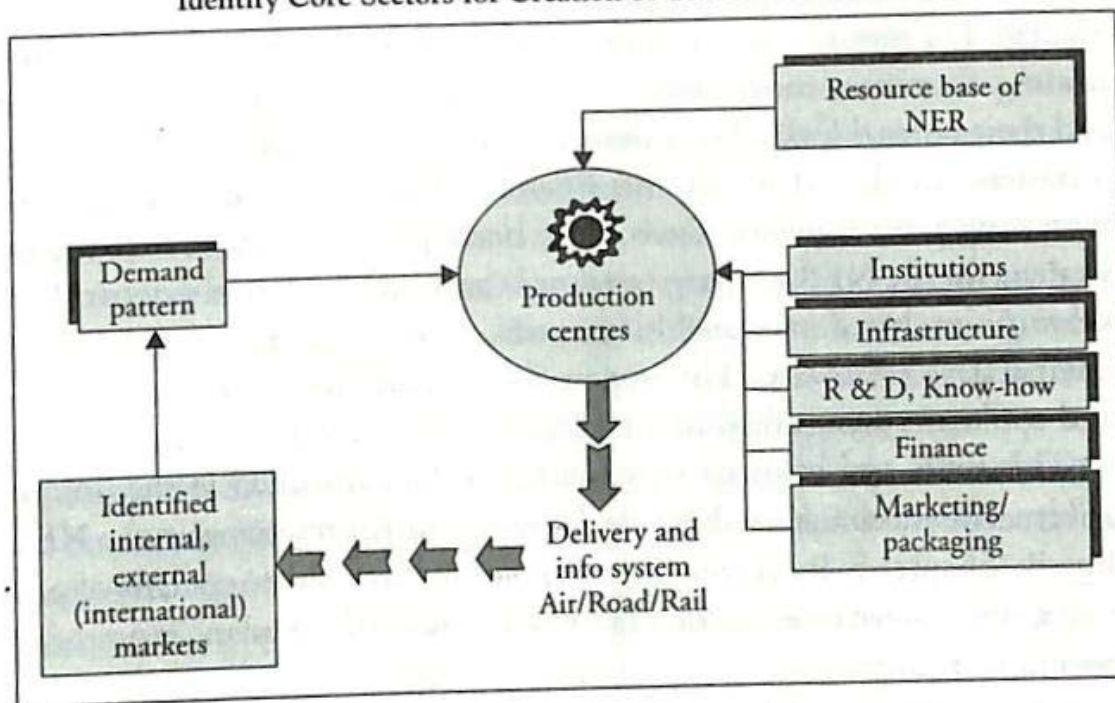 Identify Core Sectors for Creation of
Resource base of
NER
Demand
pattern
Production
centres
Institutions
Infrastructure
R & D, Know-how
Finance
Marketing/
packaging
Identified
internal,
external
(international)
markets
Delivery and
info system
Air/Road/Rail